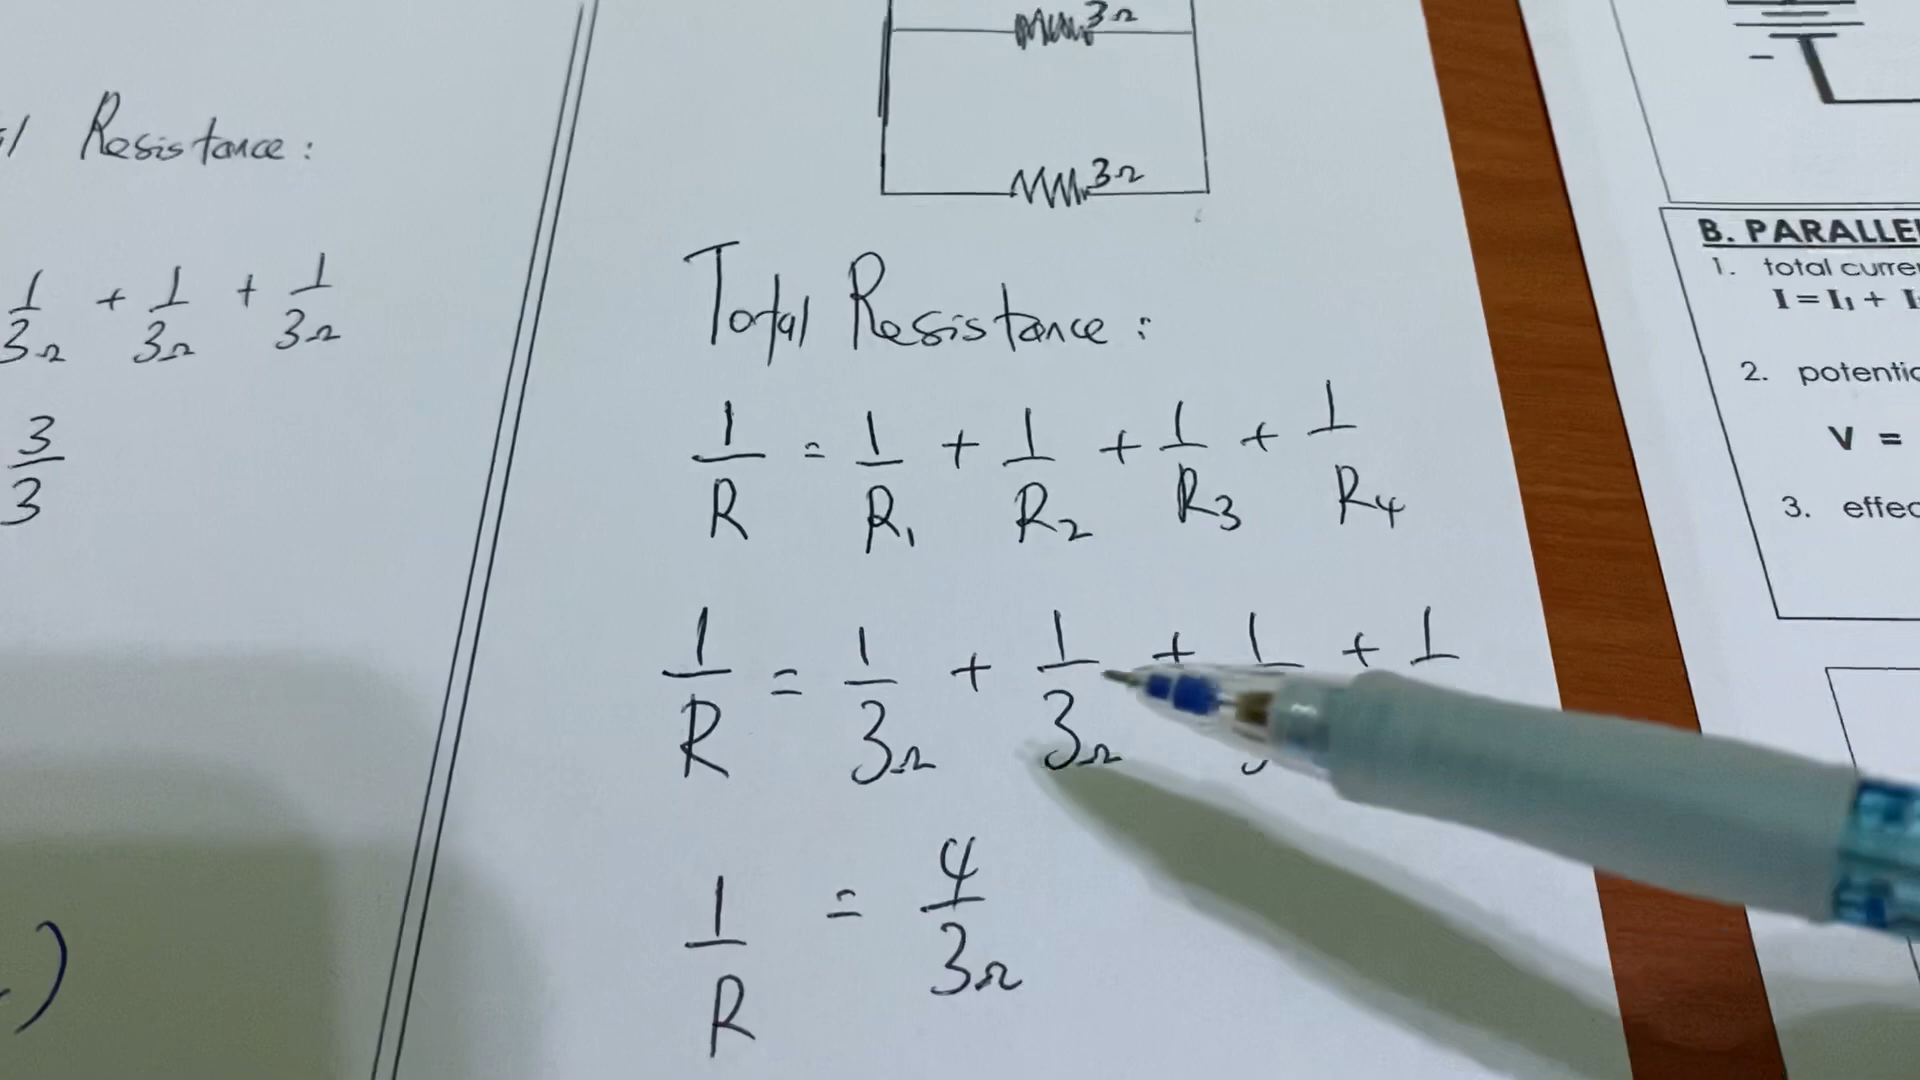 Resistance:
1/3Ω + 1/3Ω + 1/3Ω
3/3
)
3Ω
3Ω
Total Resistance:
1/R = 1/R₁ + 1/R₂ + 1/R₃ + 1/R₄
1/R = 1/3Ω + 1/3Ω + 1 + 1
1/R = 4/3Ω
−
B. PARALLE
1. total curre
I = I₁ + I
2. potenti
V =
3. effec